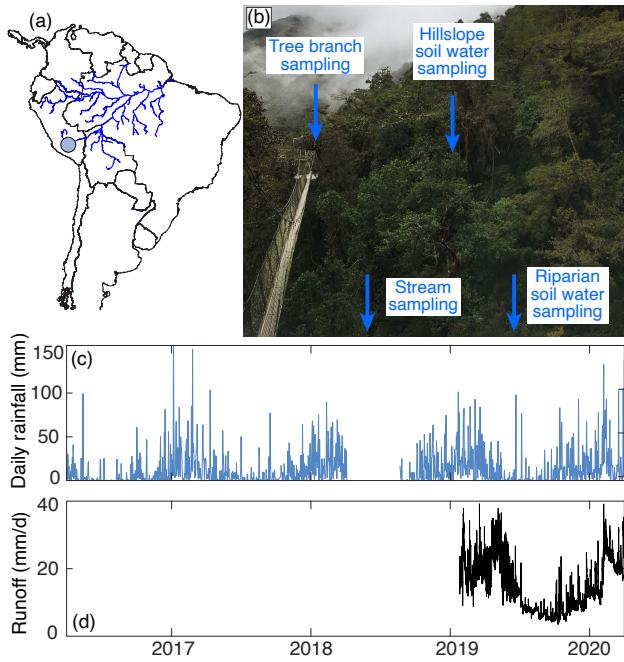 (a)
(b)
Tree branch
sampling
Hillslope
soil water
sampling
Stream
sampling
Riparian
soil water
sampling
(c)
Daily rainfall (mm)
150
100
50
0
(d)
Runoff (mm/d)
40
20
0
2017
2018
2019
2020